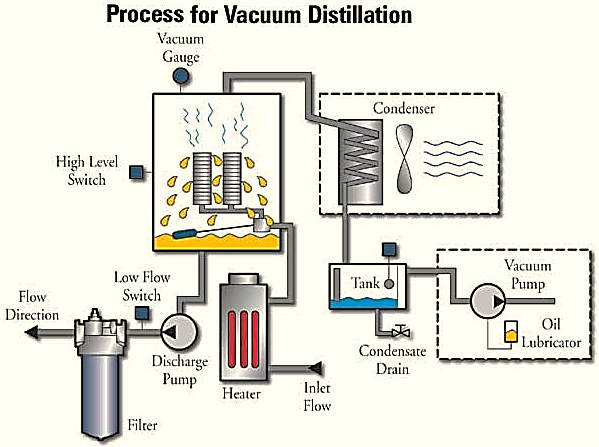 Process for Vacuum Distillation
Vacuum
Gauge
Condenser
High Level
Switch
Low Flow
Switch
Flow
Direction
Tank
Vacuum
Pump
Oil
Lubricator
Condensate
Drain
Discharge
Pump
Heater
Inlet
Flow
Filter